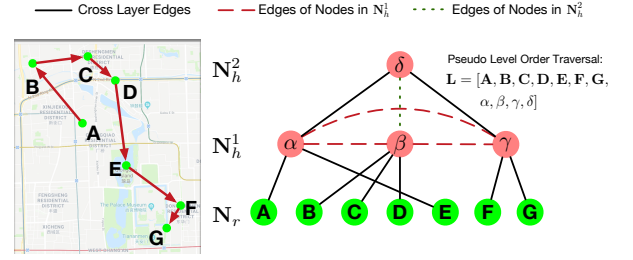 Cross Layer Edges
Edges of Nodes in N_h^1
Edges of Nodes in N_h^2
B
C
D
A
E
F
G
N_h^2
N_h^1
N_r
δ
α
β
γ
A
B
C
D
E
F
G
Pseudo Level Order Traversal:
L = [A, B, C, D, E, F, G,
α, β, γ, δ]